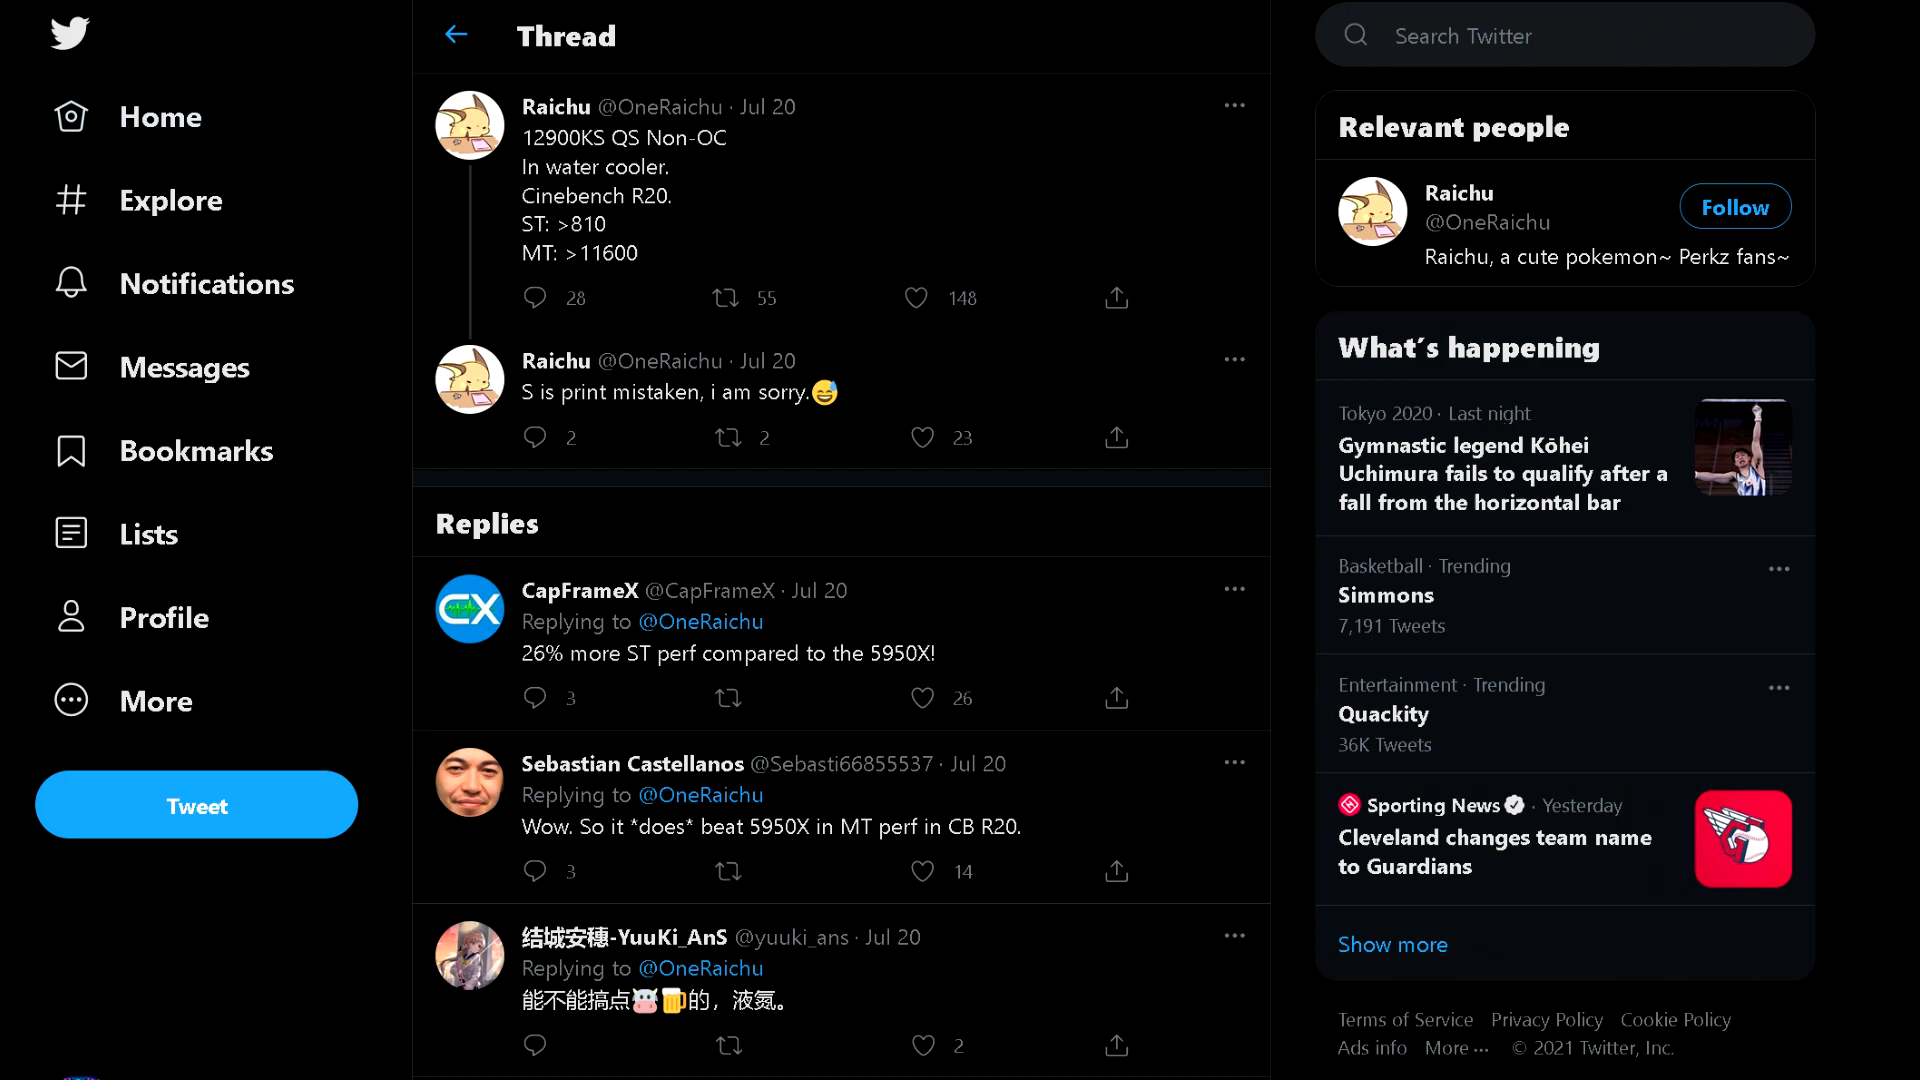 Home
Explore
Notifications
Messages
Bookmarks
Lists
Profile
More
Tweet
Thread
Raichu @OneRaichu · Jul 20
12900KS QS Non-OC
In water cooler.
Cinebench R20.
ST: >810
MT: >11600
28 55 148
Raichu @OneRaichu · Jul 20
S is print mistaken, i am sorry.😅
2 2 23
Replies
CapFrameX @CapFrameX · Jul 20
Replying to @OneRaichu
26% more ST perf compared to the 5950X!
3 26
Sebastian Castellanos @Sebasti66855537 · Jul 20
Replying to @OneRaichu
Wow. So it *does* beat 5950X in MT perf in CB R20.
3 14
结城安穗-YuuKi_AnS @yuuki_ans · Jul 20
Replying to @OneRaichu
能不能搞点🐮🍺的，液氮。
2
Search Twitter
Relevant people
Raichu
@OneRaichu
Follow
Raichu, a cute pokemon~ Perkz fans~
What's happening
Tokyo 2020 · Last night
Gymnastic legend Kōhei
Uchimura fails to qualify after a
fall from the horizontal bar
Basketball · Trending
Simmons
7,191 Tweets
Entertainment · Trending
Quackity
36K Tweets
Sporting News · Yesterday
Cleveland changes team name
to Guardians
Show more
Terms of Service Privacy Policy Cookie Policy
Ads info More ··· © 2021 Twitter, Inc.